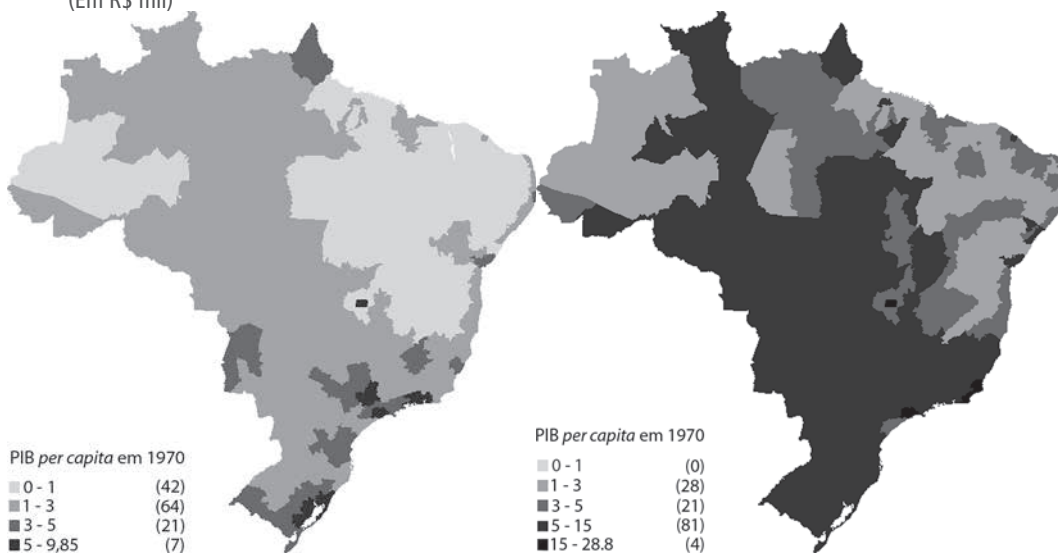 (Em R$ mil)
PIB per capita em 1970
0 - 1 (42)
1 - 3 (64)
3 - 5 (21)
5 - 9,85 (7)
PIB per capita em 1970
0 - 1 (0)
1 - 3 (28)
3 - 5 (21)
5 - 15 (81)
15 - 28.8 (4)